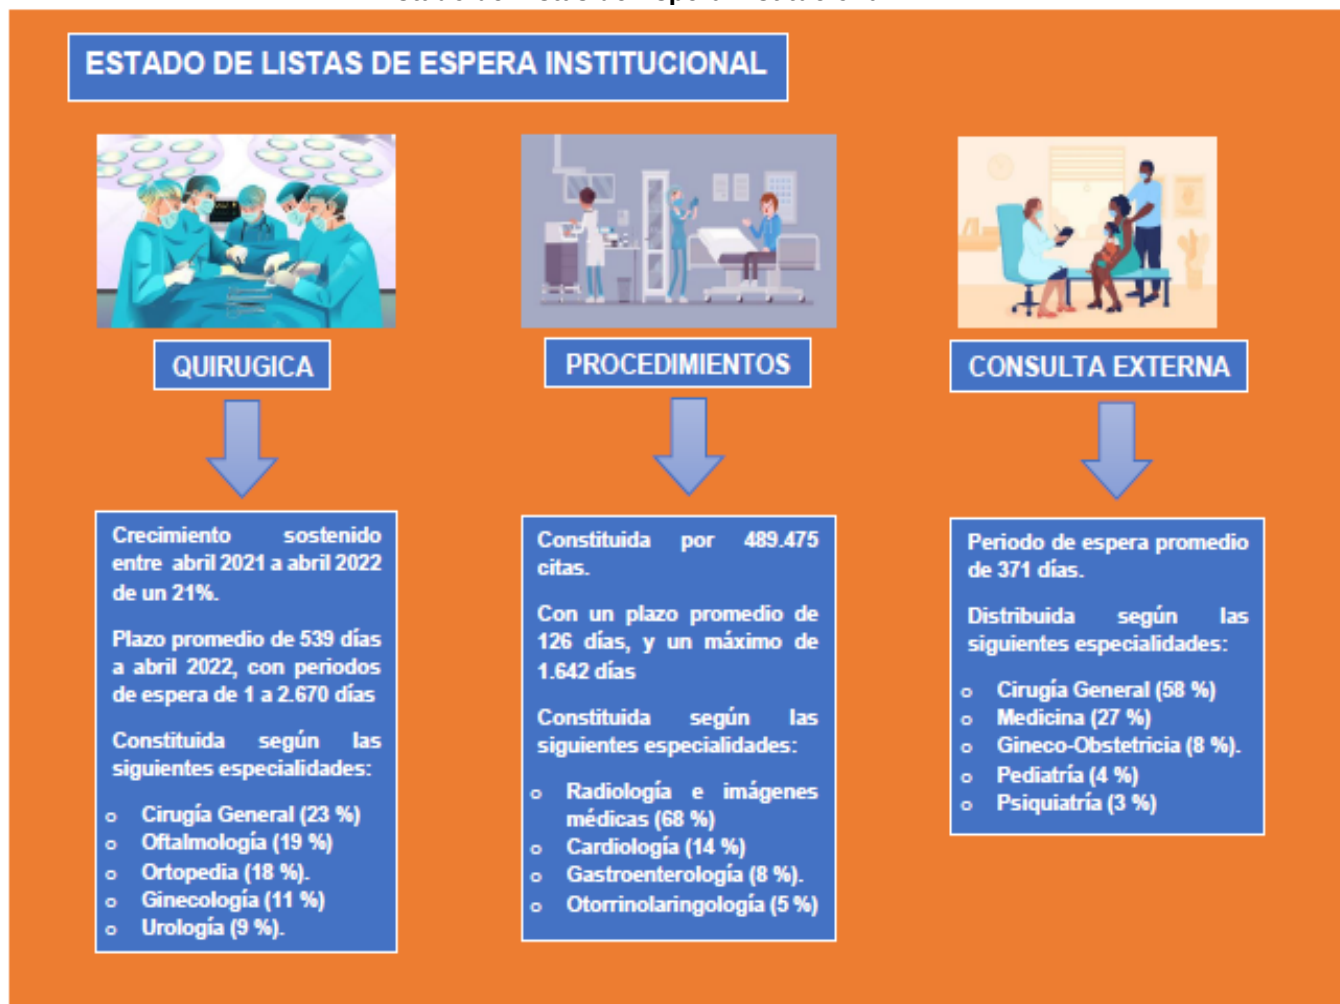 ESTADO DE LISTAS DE ESPERA INSTITUCIONAL
QUIRUGICA
Crecimiento sostenido
entre abril 2021 a abril 2022
de un 21%.
Plazo promedio de 539 días
a abril 2022, con periodos
de espera de 1 a 2.670 días
Constituida según las
siguientes especialidades:
o Cirugía General (23 %)
o Oftalmología (19 %)
o Ortopedia (18 %).
o Ginecología (11 %)
o Urología (9 %).
PROCEDIMIENTOS
Constituida por 489.475
citas.
Con un plazo promedio de
126 días, y un máximo de
1.642 días
Constituida según las
siguientes especialidades:
o Radiología e imágenes
médicas (68 %)
o Cardiología (14 %)
o Gastroenterología (8 %).
o Otorrinolaringología (5 %)
CONSULTA EXTERNA
Periodo de espera promedio
de 371 días.
Distribuida según las
siguientes especialidades:
o Cirugía General (58 %)
o Medicina (27 %)
o Gineco-Obstetricia (8 %).
o Pediatría (4 %)
o Psiquiatría (3 %)